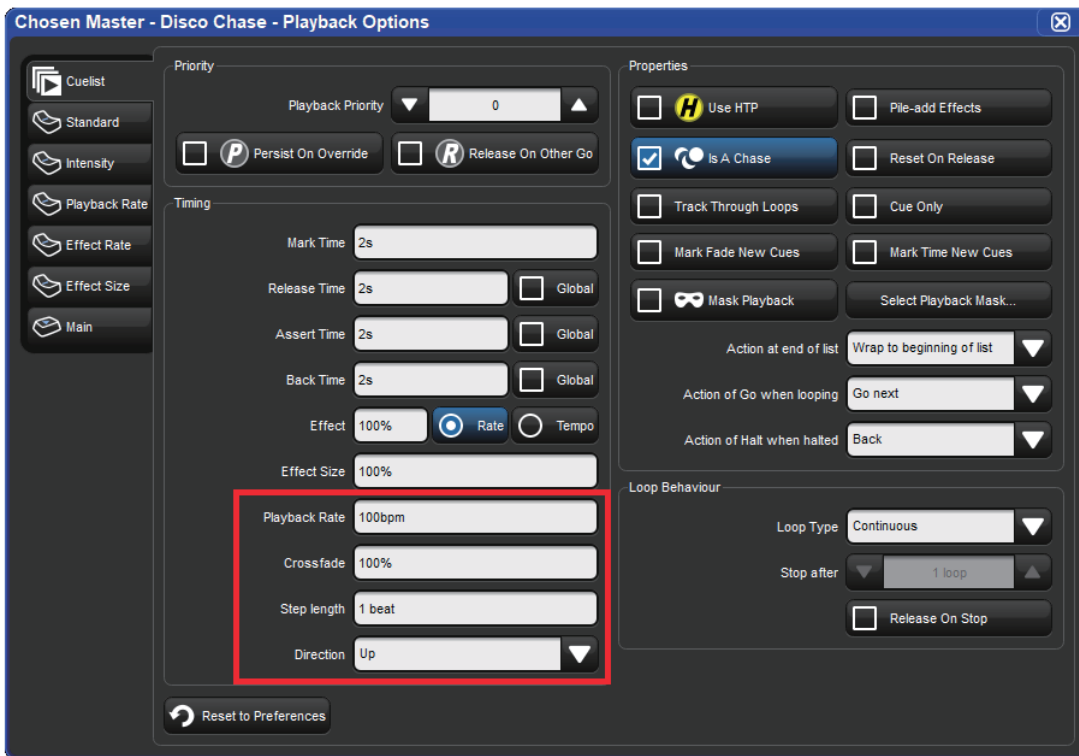 Chosen Master - Disco Chase - Playback Options
Cuelist
Standard
Intensity
Playback Rate
Effect Rate
Effect Size
Main
Priority
Playback Priority 0
P Persist On Override
R Release On Other Go
Timing
Mark Time 2s
Release Time 2s Global
Assert Time 2s Global
Back Time 2s Global
Effect 100% Rate Tempo
Effect Size 100%
Playback Rate 100bpm
Crossfade 100%
Step length 1 beat
Direction Up
Reset to Preferences
Properties
H Use HTP
Pile-add Effects
Is A Chase
Reset On Release
Track Through Loops
Cue Only
Mark Fade New Cues
Mark Time New Cues
Mask Playback
Select Playback Mask...
Action at end of list Wrap to beginning of list
Action of Go when looping Go next
Action of Halt when halted Back
Loop Behaviour
Loop Type Continuous
Stop after 1 loop
Release On Stop